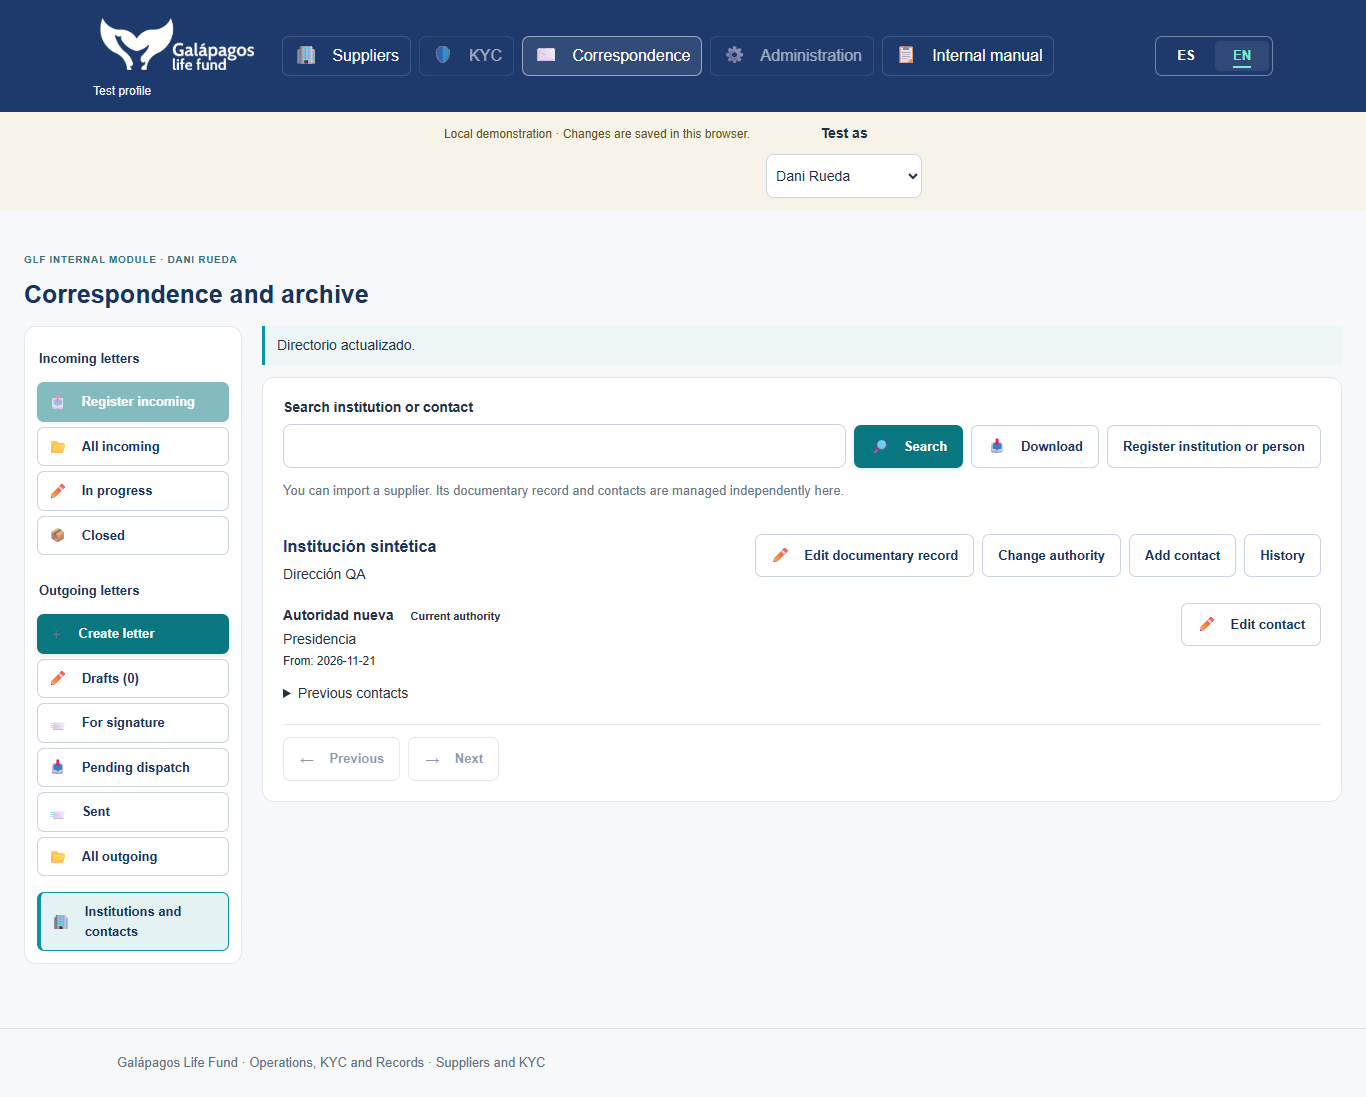 Galápagos
life fund
Test profile
Suppliers
KYC
Correspondence
Administration
Internal manual
ES
EN
Local demonstration · Changes are saved in this browser.
Test as
Dani Rueda
GLF INTERNAL MODULE · DANI RUEDA
Correspondence and archive
Incoming letters
Register incoming
All incoming
In progress
Closed
Outgoing letters
Create letter
Drafts (0)
For signature
Pending dispatch
Sent
All outgoing
Institutions and
contacts
Directorio actualizado.
Search institution or contact
Search
Download
Register institution or person
You can import a supplier. Its documentary record and contacts are managed independently here.
Institución sintética
Dirección QA
Edit documentary record
Change authority
Add contact
History
Autoridad nueva Current authority
Presidencia
From: 2026-11-21
Edit contact
Previous contacts
← Previous
→ Next
Galápagos Life Fund · Operations, KYC and Records · Suppliers and KYC